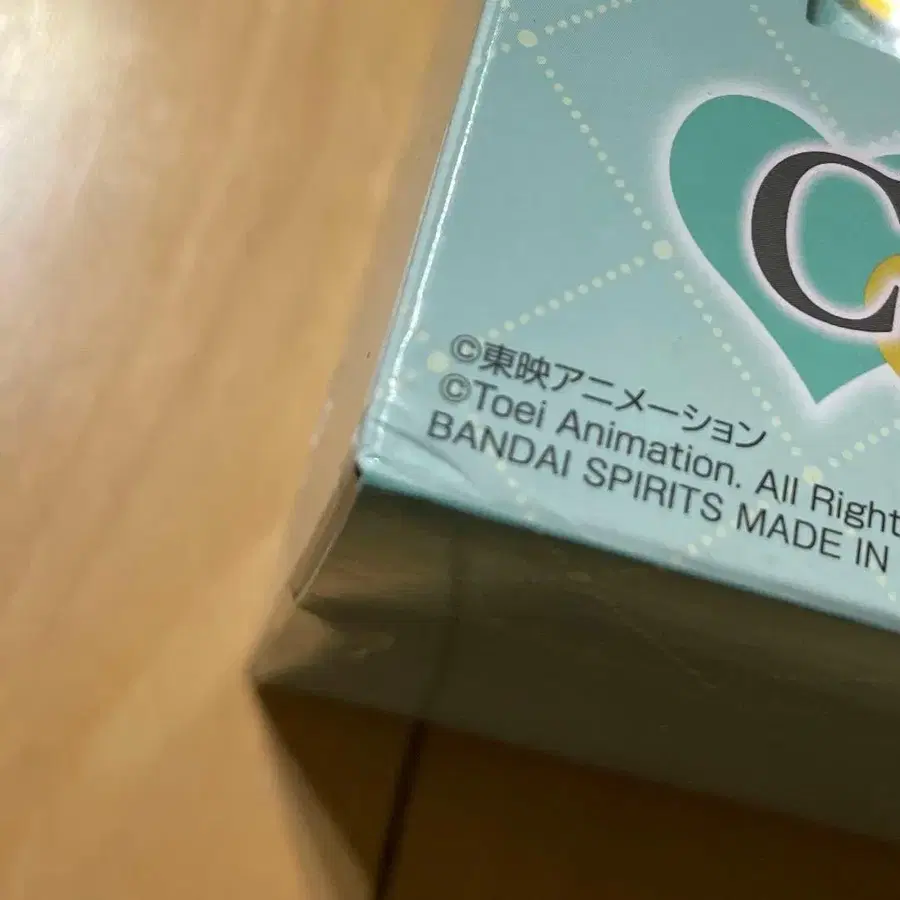 C
©東映アニメーション
©Toei Animation. All Right
BANDAI SPIRITS MADE IN